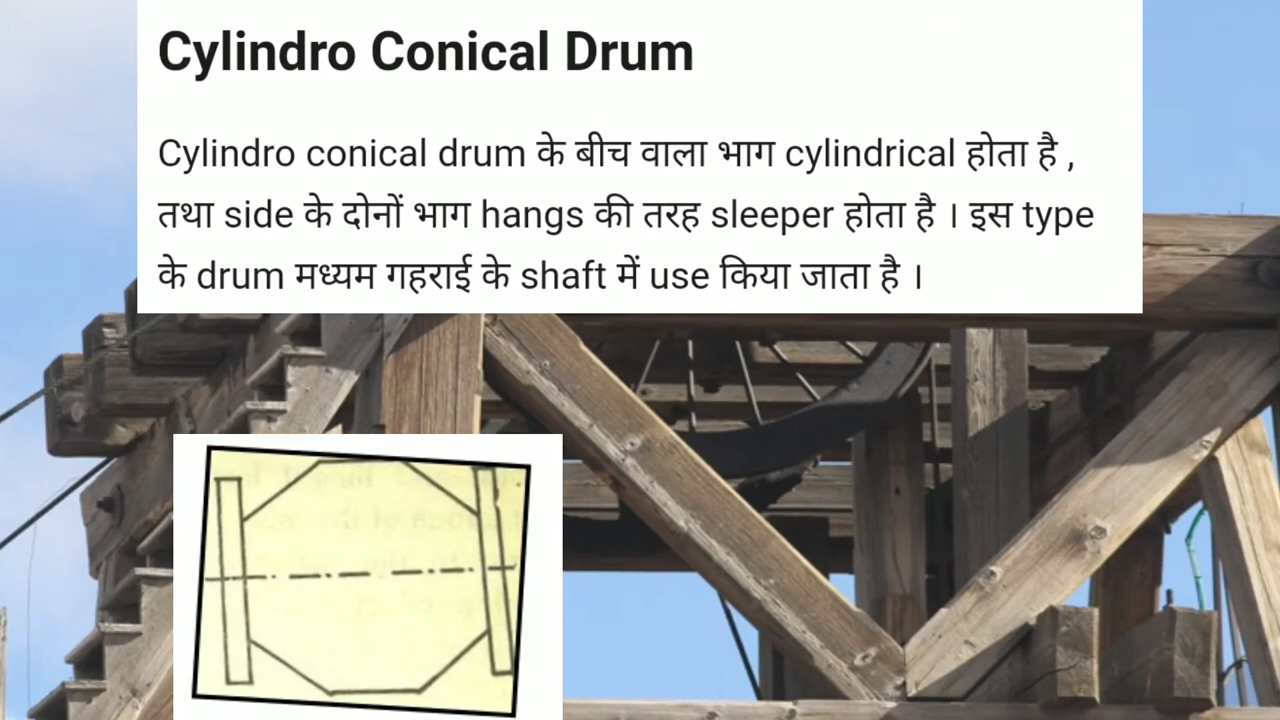 Cylindro Conical Drum
Cylindro conical drum के बीच वाला भाग cylindrical होता है ,
तथा side के दोनों भाग hangs की तरह sleeper होता है । इस type
के drum मध्यम गहराई के shaft में use किया जाता है ।